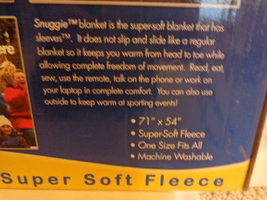 Snuggie™ blanket is the supersoft blanket that has
sleeves™. It does not slip and slide like a regular
blanket so it keeps you warm from head to toe while
allowing complete freedom of movement. Read, eat,
sew, use the remote, talk on the phone or work on
your laptop in complete comfort. You can also use
outside to keep warm at sporting events!
• 71" x 54"
• Super-Soft Fleece
• One Size Fits All
• Machine Washable
Super Soft Fleece